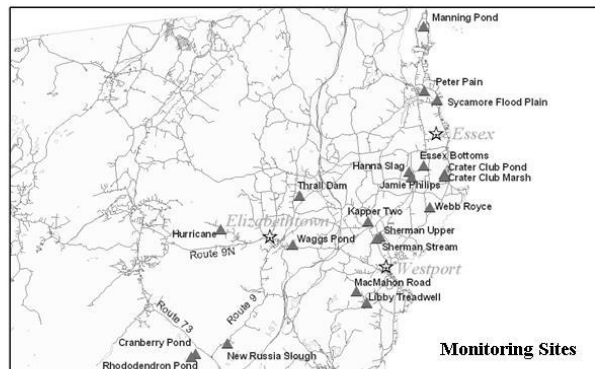 Manning Pond
Peter Pain
Sycamore Flood Plain
Essex
Essex Bottoms
Hanna Slag
Crater Club Pond
Crater Club Marsh
Jamie Philips
Thrall Dam
Webb Royce
Kapper Two
Elizabethtown
Hurricane
Sherman Upper
Waggs Pond
Sherman Stream
Route 9N
Westport
MacMahon Road
Libby Treadwell
Route 9
Route 73
Cranberry Pond
New Russia Slough
Rhododendron Pond
Monitoring Sites